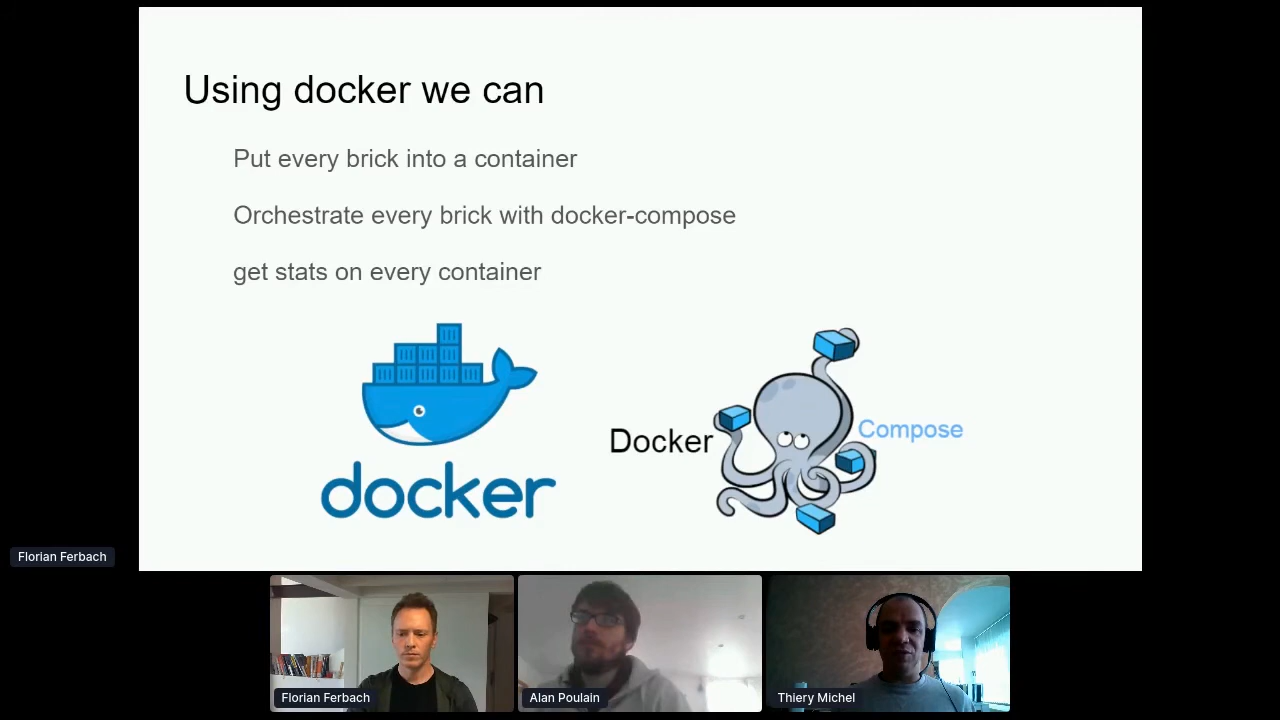 Using docker we can
Put every brick into a container
Orchestrate every brick with docker-compose
get stats on every container
docker
Docker
Compose
Florian Ferbach
Florian Ferbach
Alan Poulain
Thiery Michel